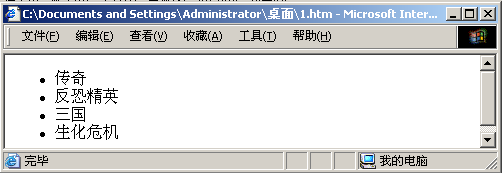 C:\Documents and Settings\Administrator\桌面\1.htm - Microsoft Inter...
文件(F) 编辑(E) 查看(V) 收藏(A) 工具(T) 帮助(H)
传奇
反恐精英
三国
生化危机
完毕 我的电脑